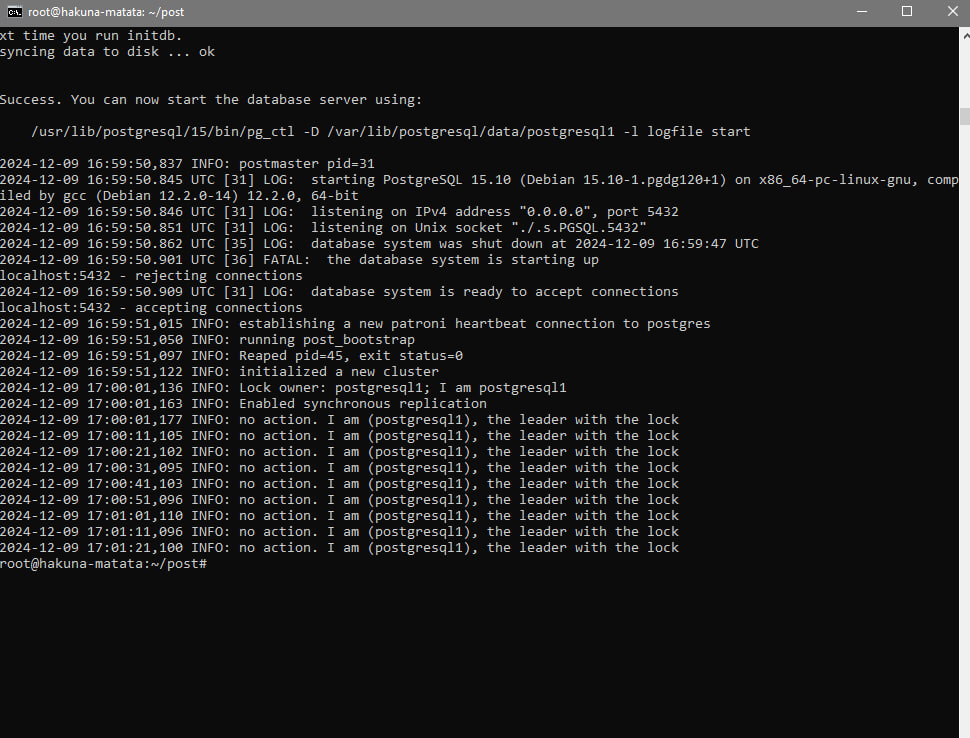 root@hakuna-matata: ~/post
xt time you run initdb.
syncing data to disk ... ok
Success. You can now start the database server using:
/usr/lib/postgresql/15/bin/pg_ctl -D /var/lib/postgresql/data/postgresql1 -l logfile start
2024-12-09 16:59:50,837 INFO: postmaster pid=31
2024-12-09 16:59:50.845 UTC [31] LOG:  starting PostgreSQL 15.10 (Debian 15.10-1.pgdg120+1) on x86_64-pc-linux-gnu, comp
iled by gcc (Debian 12.2.0-14) 12.2.0, 64-bit
2024-12-09 16:59:50.846 UTC [31] LOG:  listening on IPv4 address "0.0.0.0", port 5432
2024-12-09 16:59:50.851 UTC [31] LOG:  listening on Unix socket "./.s.PGSQL.5432"
2024-12-09 16:59:50.862 UTC [35] LOG:  database system was shut down at 2024-12-09 16:59:47 UTC
2024-12-09 16:59:50.901 UTC [36] FATAL:  the database system is starting up
localhost:5432 - rejecting connections
2024-12-09 16:59:50.909 UTC [31] LOG:  database system is ready to accept connections
localhost:5432 - accepting connections
2024-12-09 16:59:51,015 INFO: establishing a new patroni heartbeat connection to postgres
2024-12-09 16:59:51,050 INFO: running post_bootstrap
2024-12-09 16:59:51,097 INFO: Reaped pid=45, exit status=0
2024-12-09 16:59:51,122 INFO: initialized a new cluster
2024-12-09 17:00:01,136 INFO: Lock owner: postgresql1; I am postgresql1
2024-12-09 17:00:01,163 INFO: Enabled synchronous replication
2024-12-09 17:00:01,177 INFO: no action. I am (postgresql1), the leader with the lock
2024-12-09 17:00:11,105 INFO: no action. I am (postgresql1), the leader with the lock
2024-12-09 17:00:21,102 INFO: no action. I am (postgresql1), the leader with the lock
2024-12-09 17:00:31,095 INFO: no action. I am (postgresql1), the leader with the lock
2024-12-09 17:00:41,103 INFO: no action. I am (postgresql1), the leader with the lock
2024-12-09 17:00:51,096 INFO: no action. I am (postgresql1), the leader with the lock
2024-12-09 17:01:01,110 INFO: no action. I am (postgresql1), the leader with the lock
2024-12-09 17:01:11,096 INFO: no action. I am (postgresql1), the leader with the lock
2024-12-09 17:01:21,100 INFO: no action. I am (postgresql1), the leader with the lock
root@hakuna-matata:~/post#